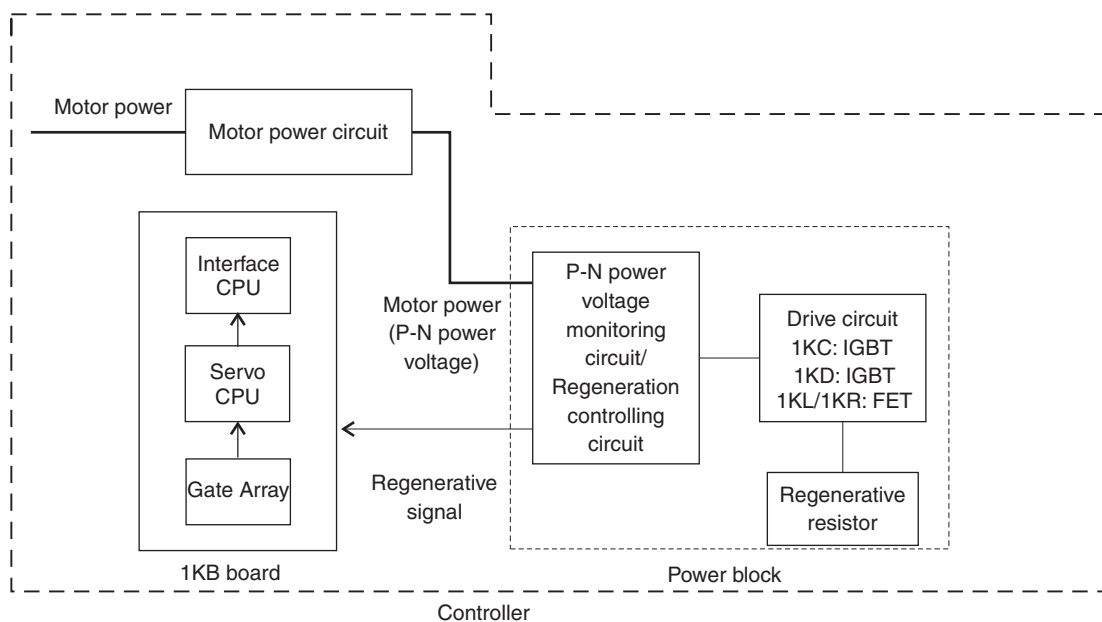 Motor power
Motor power circuit
Interface
CPU
Servo
CPU
Gate Array
1KB board
Motor power
(P-N power
voltage)
Regenerative
signal
P-N power
voltage
monitoring
circuit/
Regeneration
controlling
circuit
Drive circuit
1KC: IGBT
1KD: IGBT
1KL/1KR: FET
Regenerative
resistor
Power block
Controller